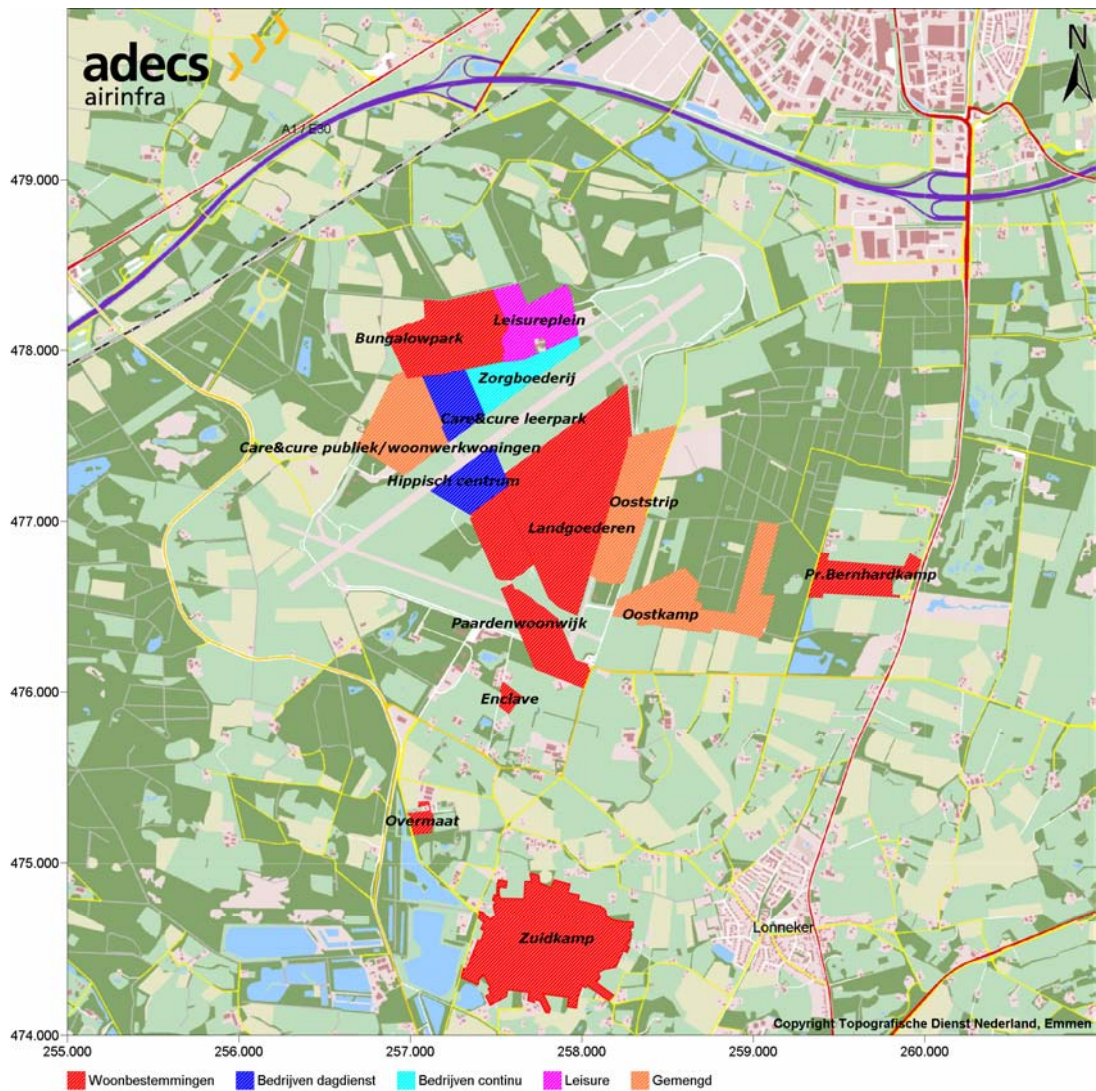 adecs
airinfra
N
A1 / E30
479.000
Leisureplein
Bungalowpark
478.000
Zorgboederij
Care&cure leerpark
Care&cure publiek/woonwerkwoningen
Hippisch centrum
Ooststrip
477.000
Landgoederen
Pr.Bernhardkamp
Oostkamp
Paardenwoonwijk
476.000
Enclave
Overmaat
475.000
Zuidkamp
Lonneker
474.000
Copyright Topografische Dienst Nederland, Emmen
255.000 256.000 257.000 258.000 259.000 260.000
Woonbestemmingen Bedrijven dagdienst Bedrijven continu Leisure Gemengd